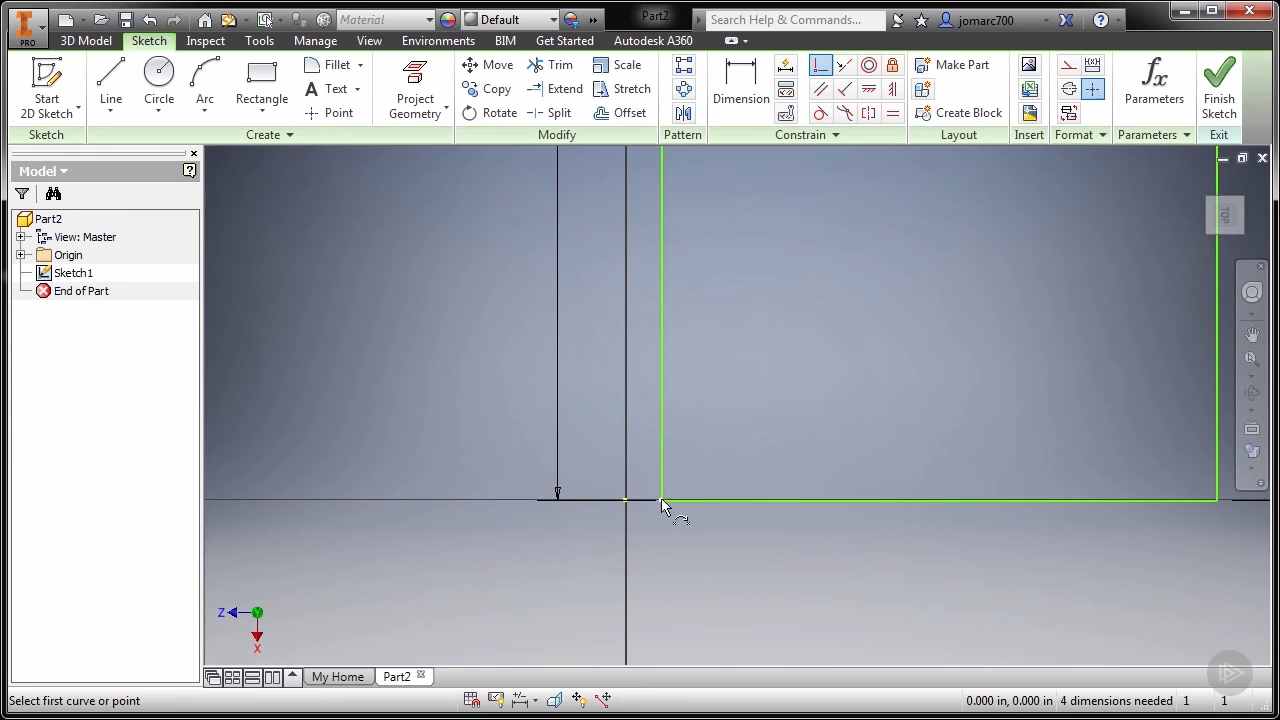 Material
Default
Part2
Search Help & Commands...
jomarc700
PRO
3D Model
Sketch
Inspect
Tools
Manage
View
Environments
BIM
Get Started
Autodesk A360
Start
2D Sketch
Line
Circle
Arc
Rectangle
Fillet
Text
Point
Project
Geometry
Move
Copy
Rotate
Trim
Extend
Split
Scale
Stretch
Offset
Dimension
Make Part
Create Block
Parameters
Finish
Sketch
Sketch
Create
Modify
Pattern
Constrain
Layout
Insert
Format
Parameters
Exit
Model
Part2
View: Master
Origin
Sketch1
End of Part
TOP
Z
Y
X
My Home
Part2
Select first curve or point
0.000 in, 0.000 in
4 dimensions needed
1
1